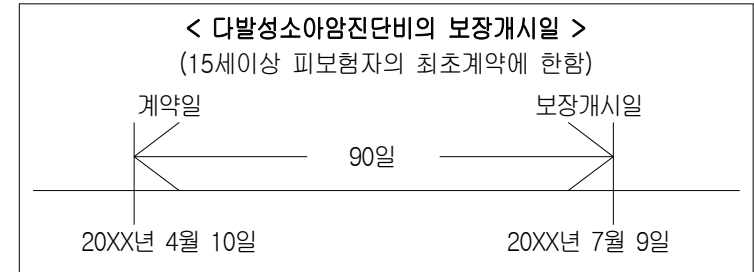 < 다발성소아암진단비의 보장개시일 >
(15세이상 피보험자의 최초계약에 한함)
계약일 보장개시일
90일
20XX년 4월 10일 20XX년 7월 9일